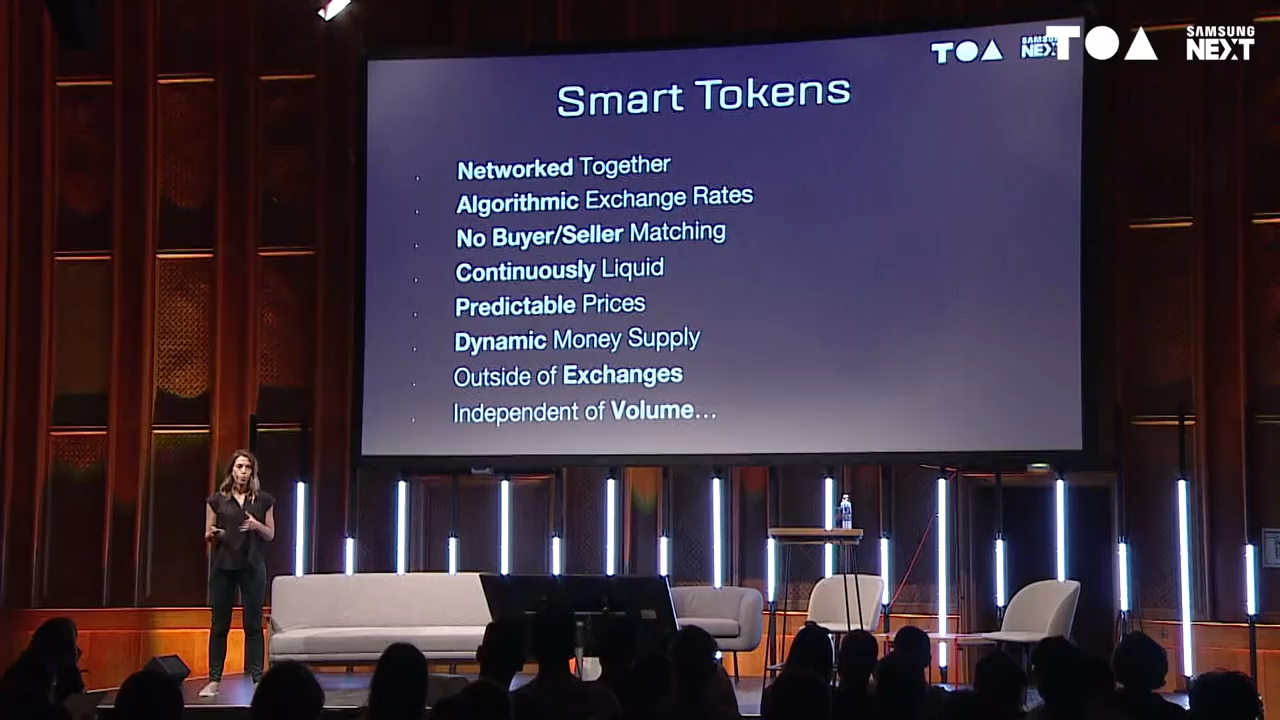 TOA SAMSUNG NEXT
TOA SAMSUNG NEXT
Smart Tokens
Networked Together
Algorithmic Exchange Rates
No Buyer/Seller Matching
Continuously Liquid
Predictable Prices
Dynamic Money Supply
Outside of Exchanges
Independent of Volume...